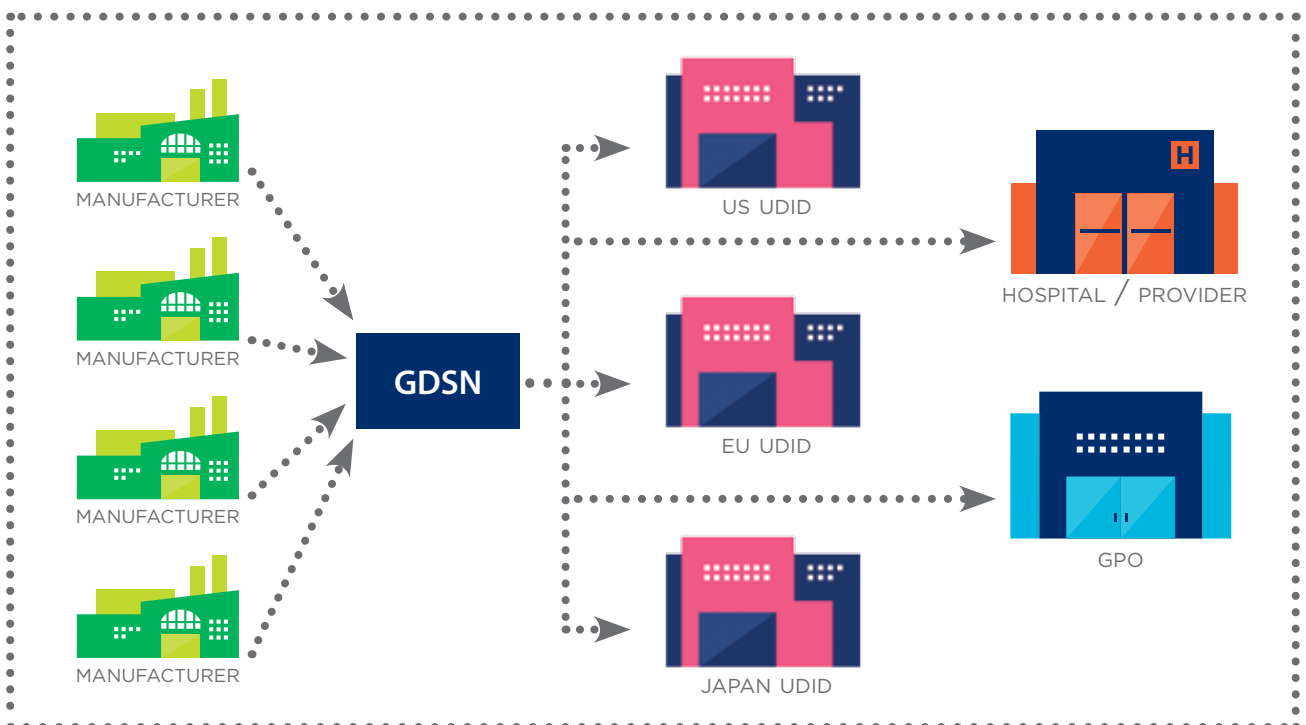 MANUFACTURER
MANUFACTURER
MANUFACTURER
MANUFACTURER
GDSN
US UDID
EU UDID
JAPAN UDID
H
HOSPITAL / PROVIDER
GPO